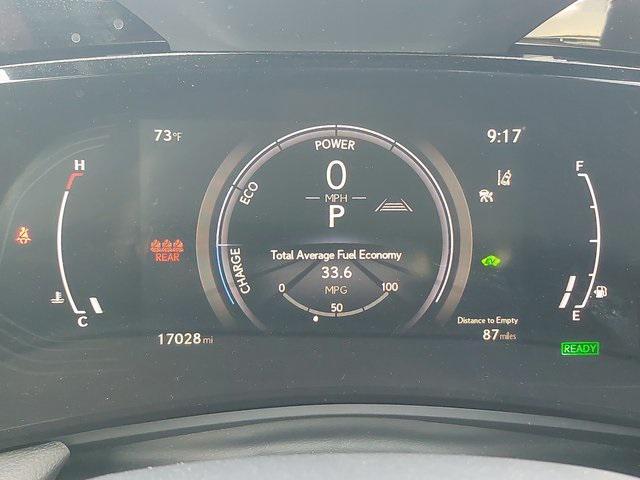 73°F
9:17
POWER
0
MPH
P
ECO
CHARGE
H
C
REAR
F
E
Total Average Fuel Economy
33.6
MPG
0
50
100
17028 mi
Distance to Empty
87 miles
EV
READY